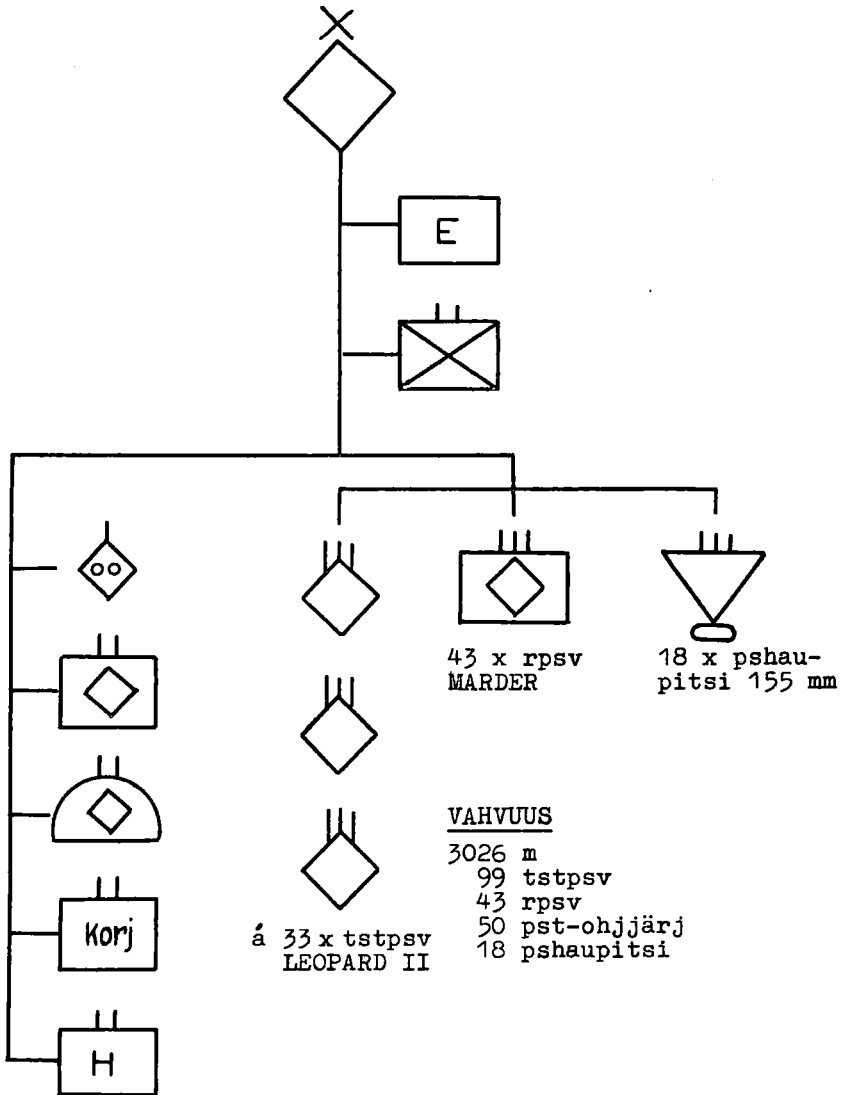 E
43 x rpsv
MARDER
18 x pshau-
pitsi 155 mm
Korj
H
á 33 x tstpsv
LEOPARD II
VAHVUUS
3026 m
99 tstpsv
43 rpsv
50 pst-ohjjärj
18 pshaupitsi